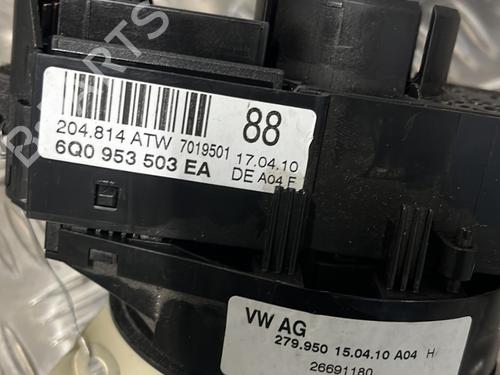 204.814 ATW 7019501 88 17.04.10
6Q0 953 503 EA DE A04 F
VW AG
279.950 15.04.10 A04 H
26691180